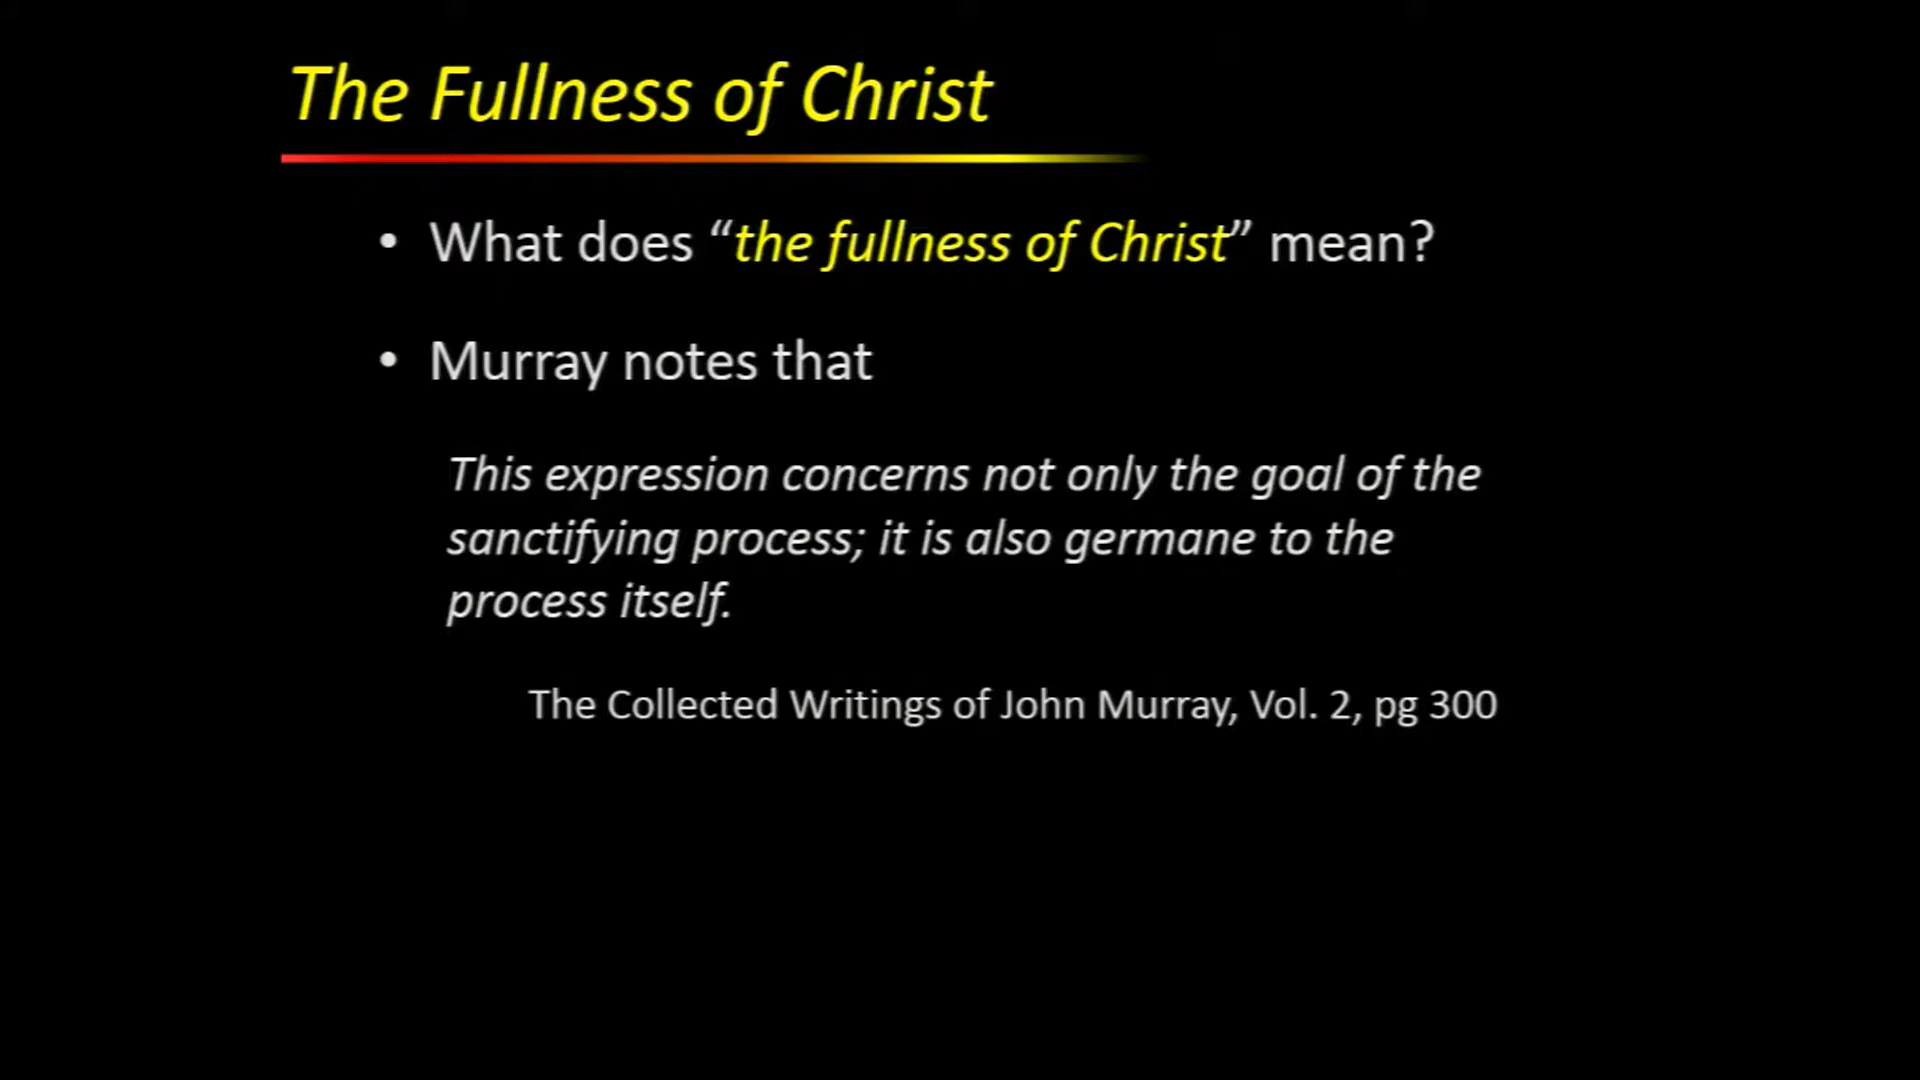 The Fullness of Christ
• What does “the fullness of Christ” mean?
• Murray notes that
This expression concerns not only the goal of the
sanctifying process; it is also germane to the
process itself.
The Collected Writings of John Murray, Vol. 2, pg 300